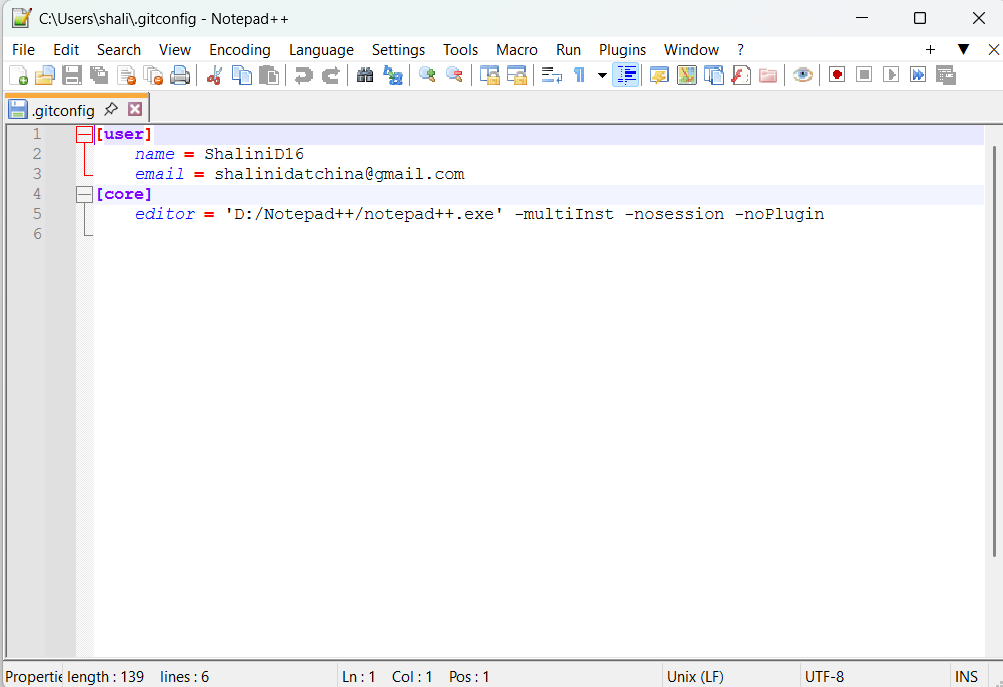 C:\Users\shali\.gitconfig - Notepad++
File Edit Search View Encoding Language Settings Tools Macro Run Plugins Window ? + ▼ X
.gitconfig
1 [user]
2 name = ShaliniD16
3 email = shalinidatchina@gmail.com
4 [core]
5 editor = 'D:/Notepad++/notepad++.exe' -multiInst -nosession -noPlugin
6
Propertie length : 139 lines : 6 Ln : 1 Col : 1 Pos : 1 Unix (LF) UTF-8 INS